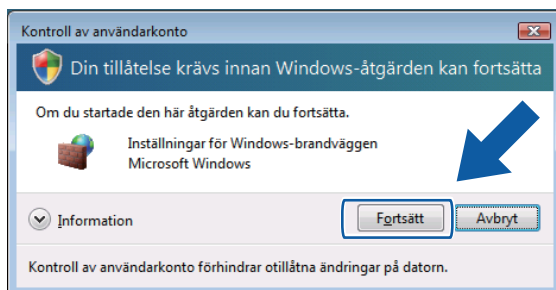 Kontroll av användarkonto
Din tillåtelse krävs innan Windows-åtgärden kan fortsätta
Om du startade den här åtgärden kan du fortsätta.
Inställningar för Windows-brandväggen
Microsoft Windows
Information
Fortsätt
Avbryt
Kontroll av användarkonto förhindrar otillåtna ändringar på datorn.